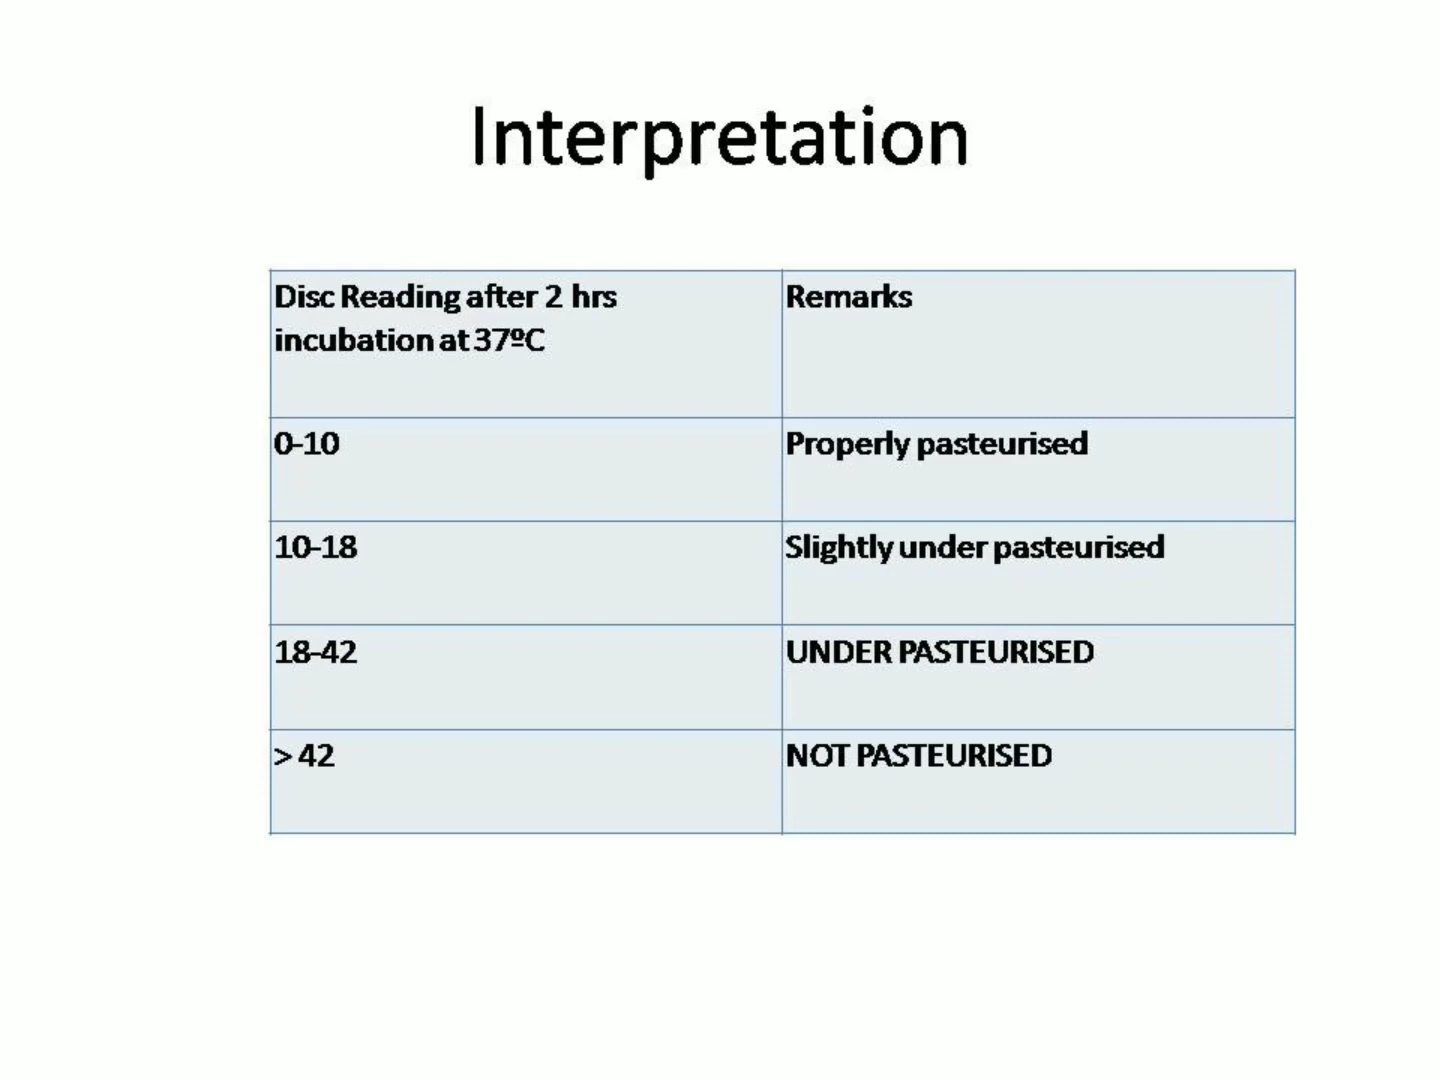 Interpretation
Disc Reading after 2 hrs
incubation at 37ºC
Remarks
0-10
Properly pasteurised
10-18
Slightly under pasteurised
18-42
UNDER PASTEURISED
> 42
NOT PASTEURISED